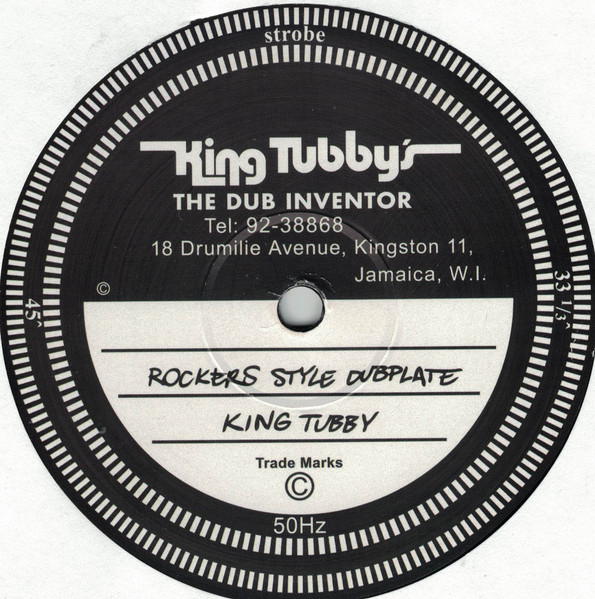 strobe
King Tubby's
THE DUB INVENTOR
Tel: 92-38868
18 Drumilie Avenue, Kingston 11,
Jamaica, W.I.
©
45"
33 1/3"
ROCKERS STYLE DUBPLATE
KING TUBBY
Trade Marks
©
50Hz